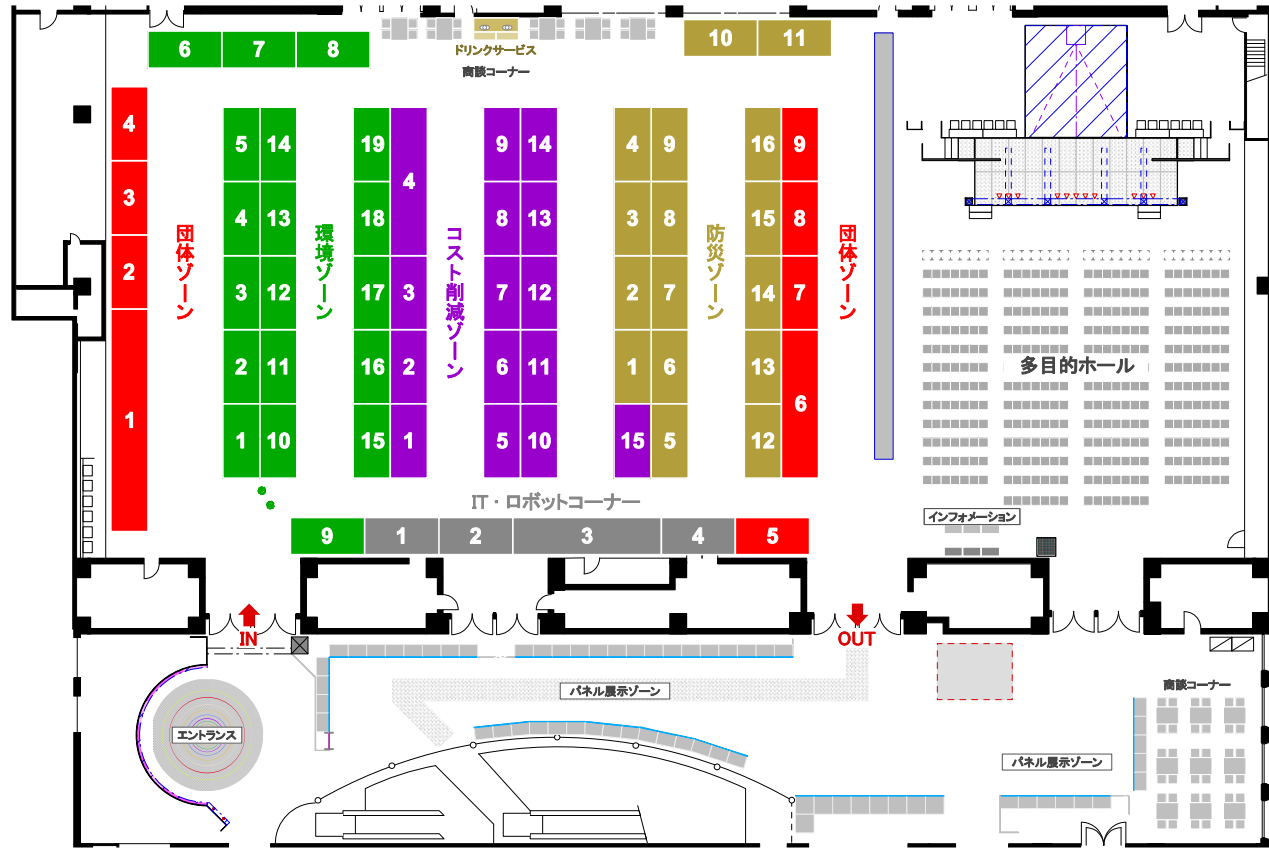 6 7 8
ドリンクサービス
商談コーナー
10 11
4
3
2
1
団体ゾーン
5 14
4 13
3 12
2 11
1 10
環境ゾーン
19 4
18
17 3
16 2
15 1
コスト削減ゾーン
9 14
8 13
7 12
6 11
5 10
4 9
3 8
2 7
1 6
15 5
防災ゾーン
16 9
15 8
14 7
13 6
12
団体ゾーン
多目的ホール
IT・ロボットコーナー
9 1 2 3 4 5
インフォメーション
IN
OUT
パネル展示ゾーン
エントランス
商談コーナー
パネル展示ゾーン